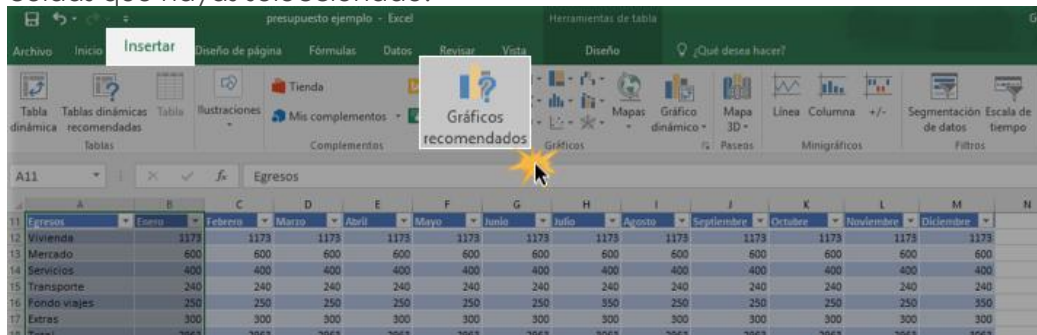 presupuesto ejemplo - Excel Herramientas de tabla
Archivo Inicio Insertar Diseño de página Fórmulas Datos Revisar Vista Diseño ¿Qué desea hacer?
Tabla dinámica Tablas dinámicas recomendadas Tabla Ilustraciones Tienda Mis complementos Gráficos recomendados Mapas Gráfico dinámico Mapa 3D Línea Columna +/- Segmentación de datos Escala de tiempo
Tablas Complementos Gráficos Paseos Minigráficos Filtros
A11 fx Egresos
A B C D E F G H I J K L M N
11 Egresos Enero Febrero Marzo Abril Mayo Junio Julio Agosto Septiembre Octubre Noviembre Diciembre
12 Vivienda 1173 1173 1173 1173 1173 1173 1173 1173 1173 1173 1173 1173
13 Mercado 600 600 600 600 600 600 600 600 600 600 600 600
14 Servicios 400 400 400 400 400 400 400 400 400 400 400 400
15 Transporte 240 240 240 240 240 240 240 240 240 240 240 240
16 Fondo viajes 250 250 250 250 250 250 350 250 250 250 250 350
17 Extras 300 300 300 300 300 300 300 300 300 300 300 300